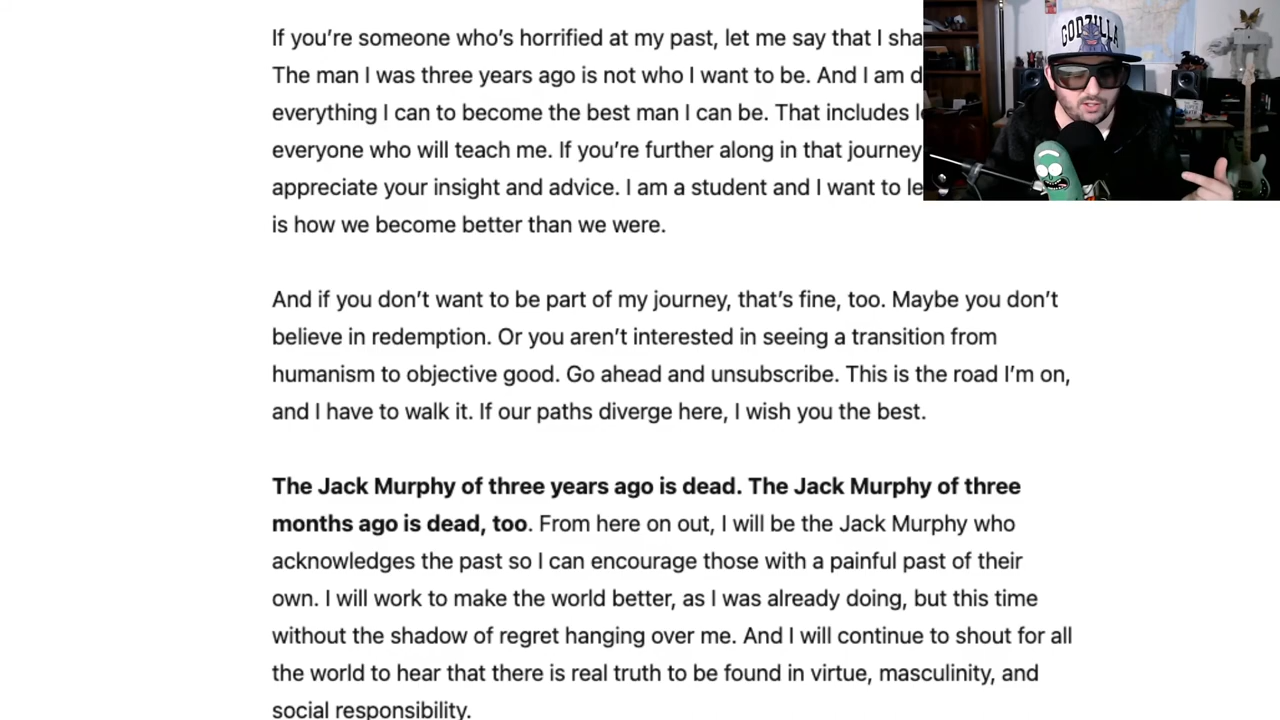 If you’re someone who’s horrified at my past, let me say that I
The man I was three years ago is not who I want to be. And I am
everything I can to become the best man I can be. That includes
everyone who will teach me. If you’re further along in that journey
appreciate your insight and advice. I am a student and I want to
is how we become better than we were.
And if you don’t want to be part of my journey, that’s fine, too. Maybe you don’t
believe in redemption. Or you aren’t interested in seeing a transition from
humanism to objective good. Go ahead and unsubscribe. This is the road I’m on,
and I have to walk it. If our paths diverge here, I wish you the best.
The Jack Murphy of three years ago is dead. The Jack Murphy of three
months ago is dead, too. From here on out, I will be the Jack Murphy who
acknowledges the past so I can encourage those with a painful past of their
own. I will work to make the world better, as I was already doing, but this time
without the shadow of regret hanging over me. And I will continue to shout for all
the world to hear that there is real truth to be found in virtue, masculinity, and
social responsibility.
GODZILLA